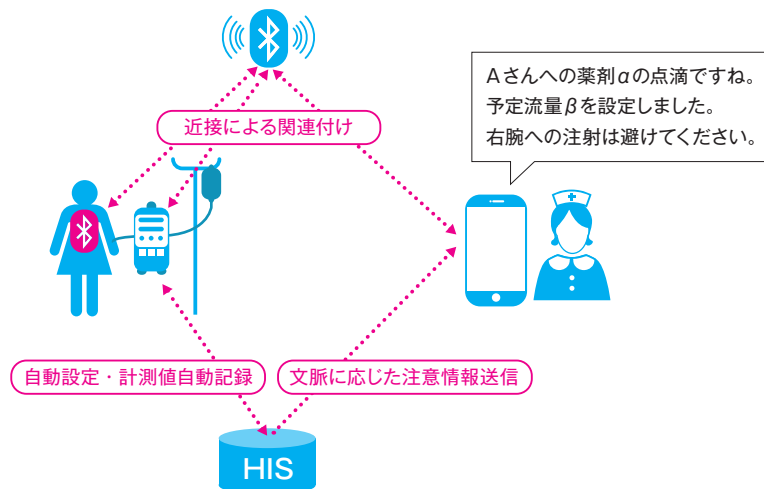 Aさんへの薬剤αの点滴ですね。
予定流量βを設定しました。
右腕への注射は避けてください。
近接による関連付け
自動設定・計測値自動記録
文脈に応じた注意情報送信
HIS